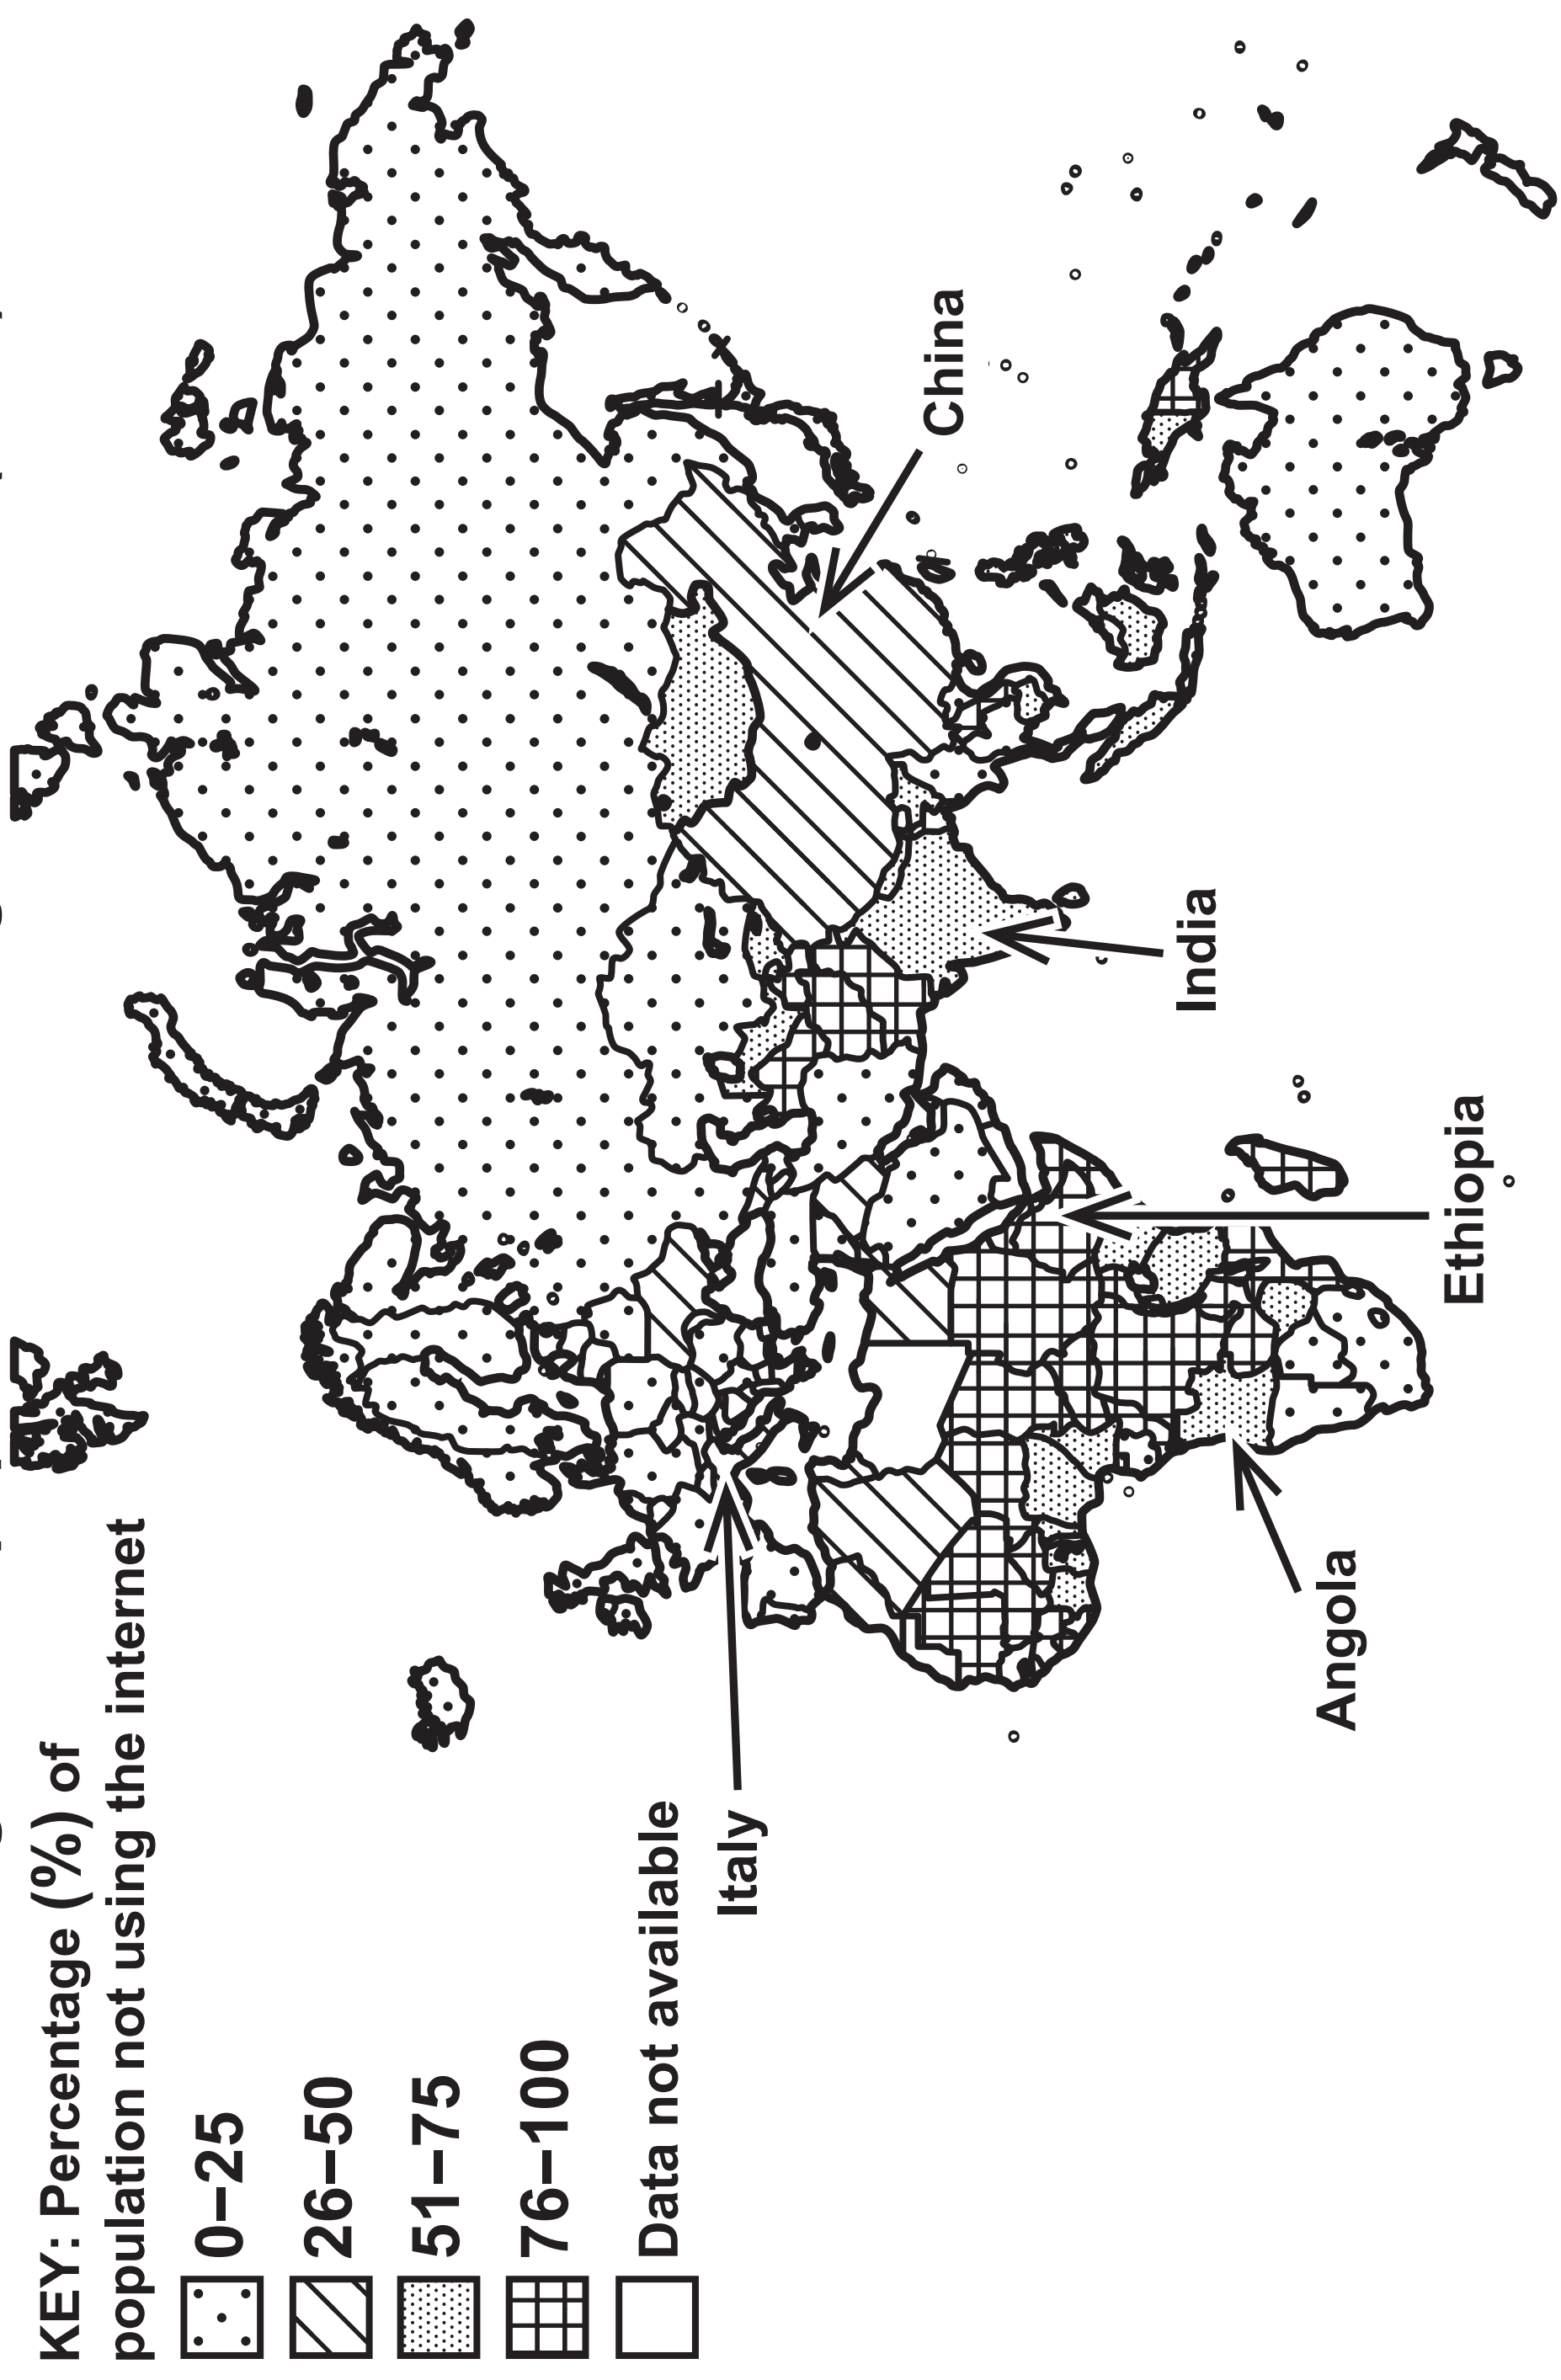 KEY: Percentage (%) of
population not using the internet
0–25
26–50
51–75
76–100
Data not available
Italy
Angola
Ethiopia
India
China